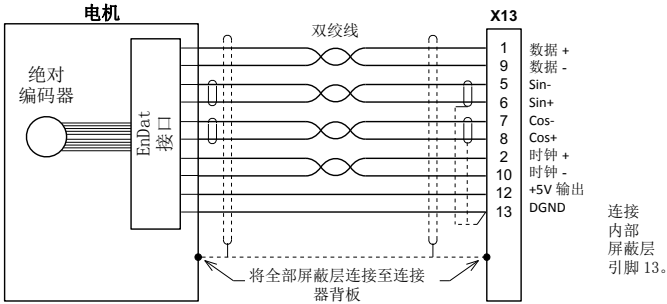 电机
X13
双绞线
绝对
编码器
EnDat
接口
1 数据 +
9 数据 -
5 Sin-
6 Sin+
7 Cos-
8 Cos+
2 时钟 +
10 时钟 -
12 +5V 输出
13 DGND
连接
内部
屏蔽层
引脚 13。
将全部屏蔽层连接至连接
器背板